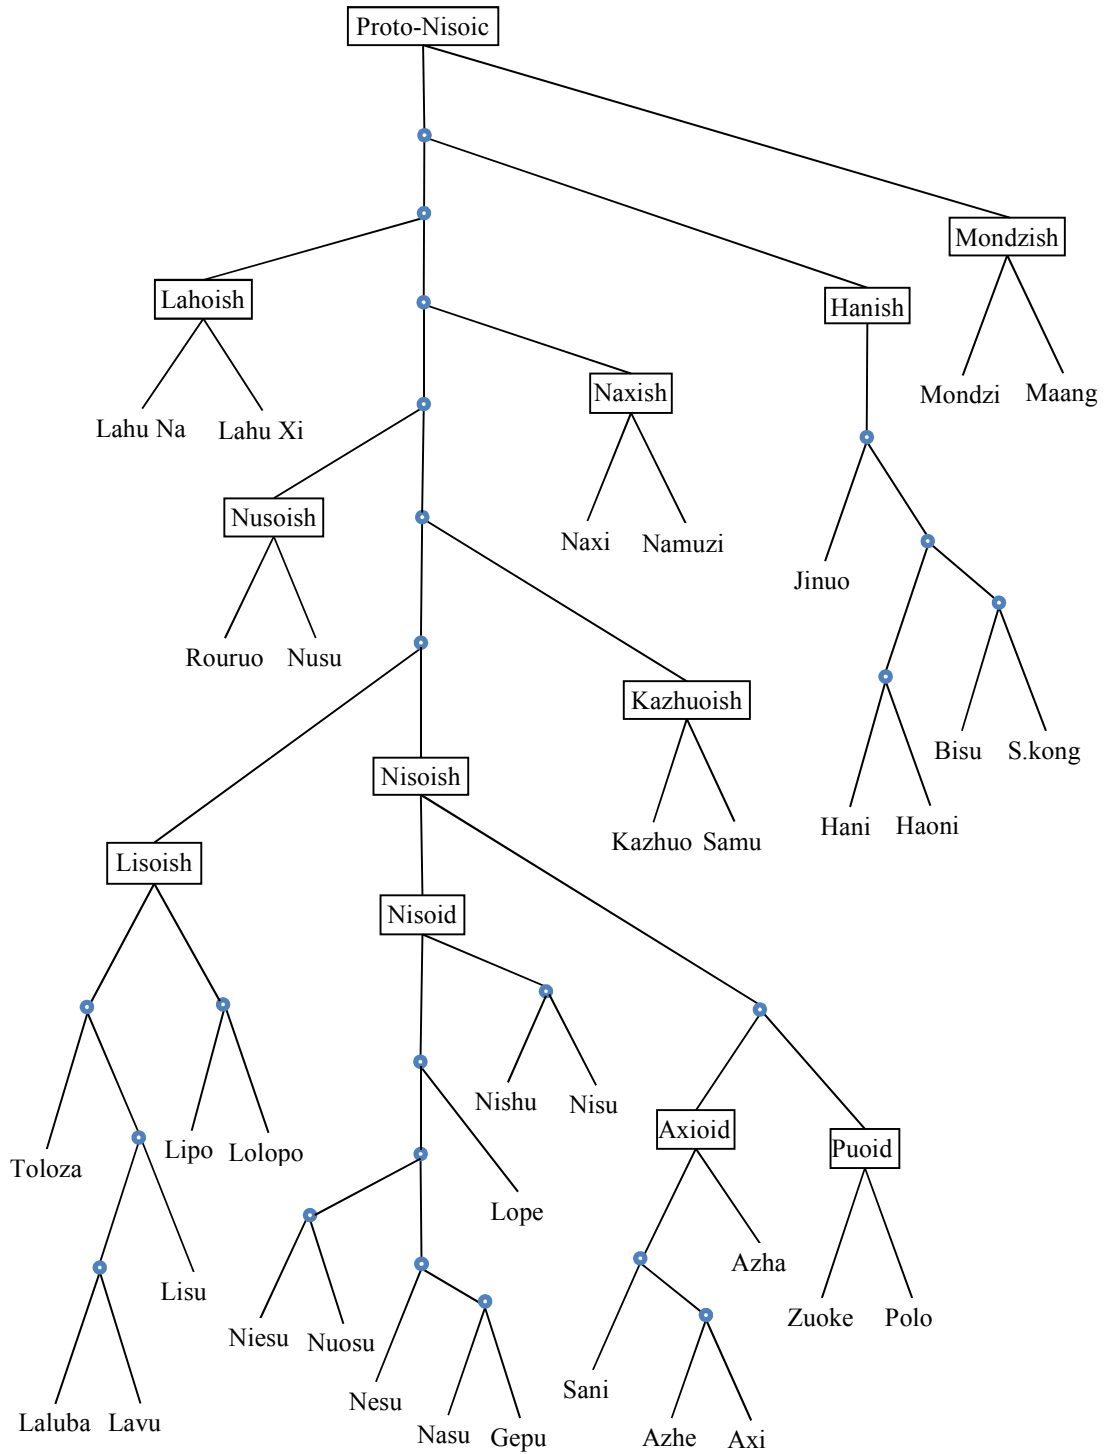 Proto-Nisoic
Mondzish
Lahoish
Hanish
Naxish
Mondzi
Maang
Lahu Na
Lahu Xi
Nusoish
Naxi
Namuzi
Jinuo
Rouruo
Nusu
Kazhuoish
Bisu
S.kong
Nisoish
Hani
Haoni
Kazhuo
Samu
Lisoish
Nisoid
Nishu
Nisu
Axioid
Puoid
Toloza
Lipo
Lolopo
Lope
Azha
Lisu
Zuoke
Polo
Niesu
Nuosu
Nesu
Sani
Laluba
Lavu
Nasu
Gepu
Azhe
Axi